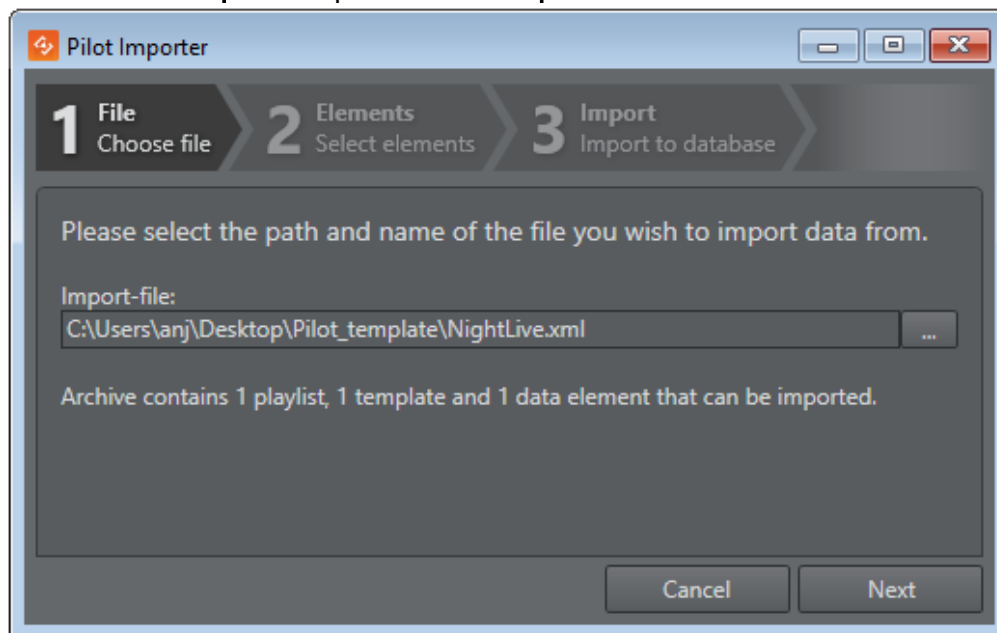 Pilot Importer
1 File
Choose file
2 Elements
Select elements
3 Import
Import to database
Please select the path and name of the file you wish to import data from.
Import-file:
C:\Users\anj\Desktop\Pilot_template\NightLive.xml
...
Archive contains 1 playlist, 1 template and 1 data element that can be imported.
Cancel
Next